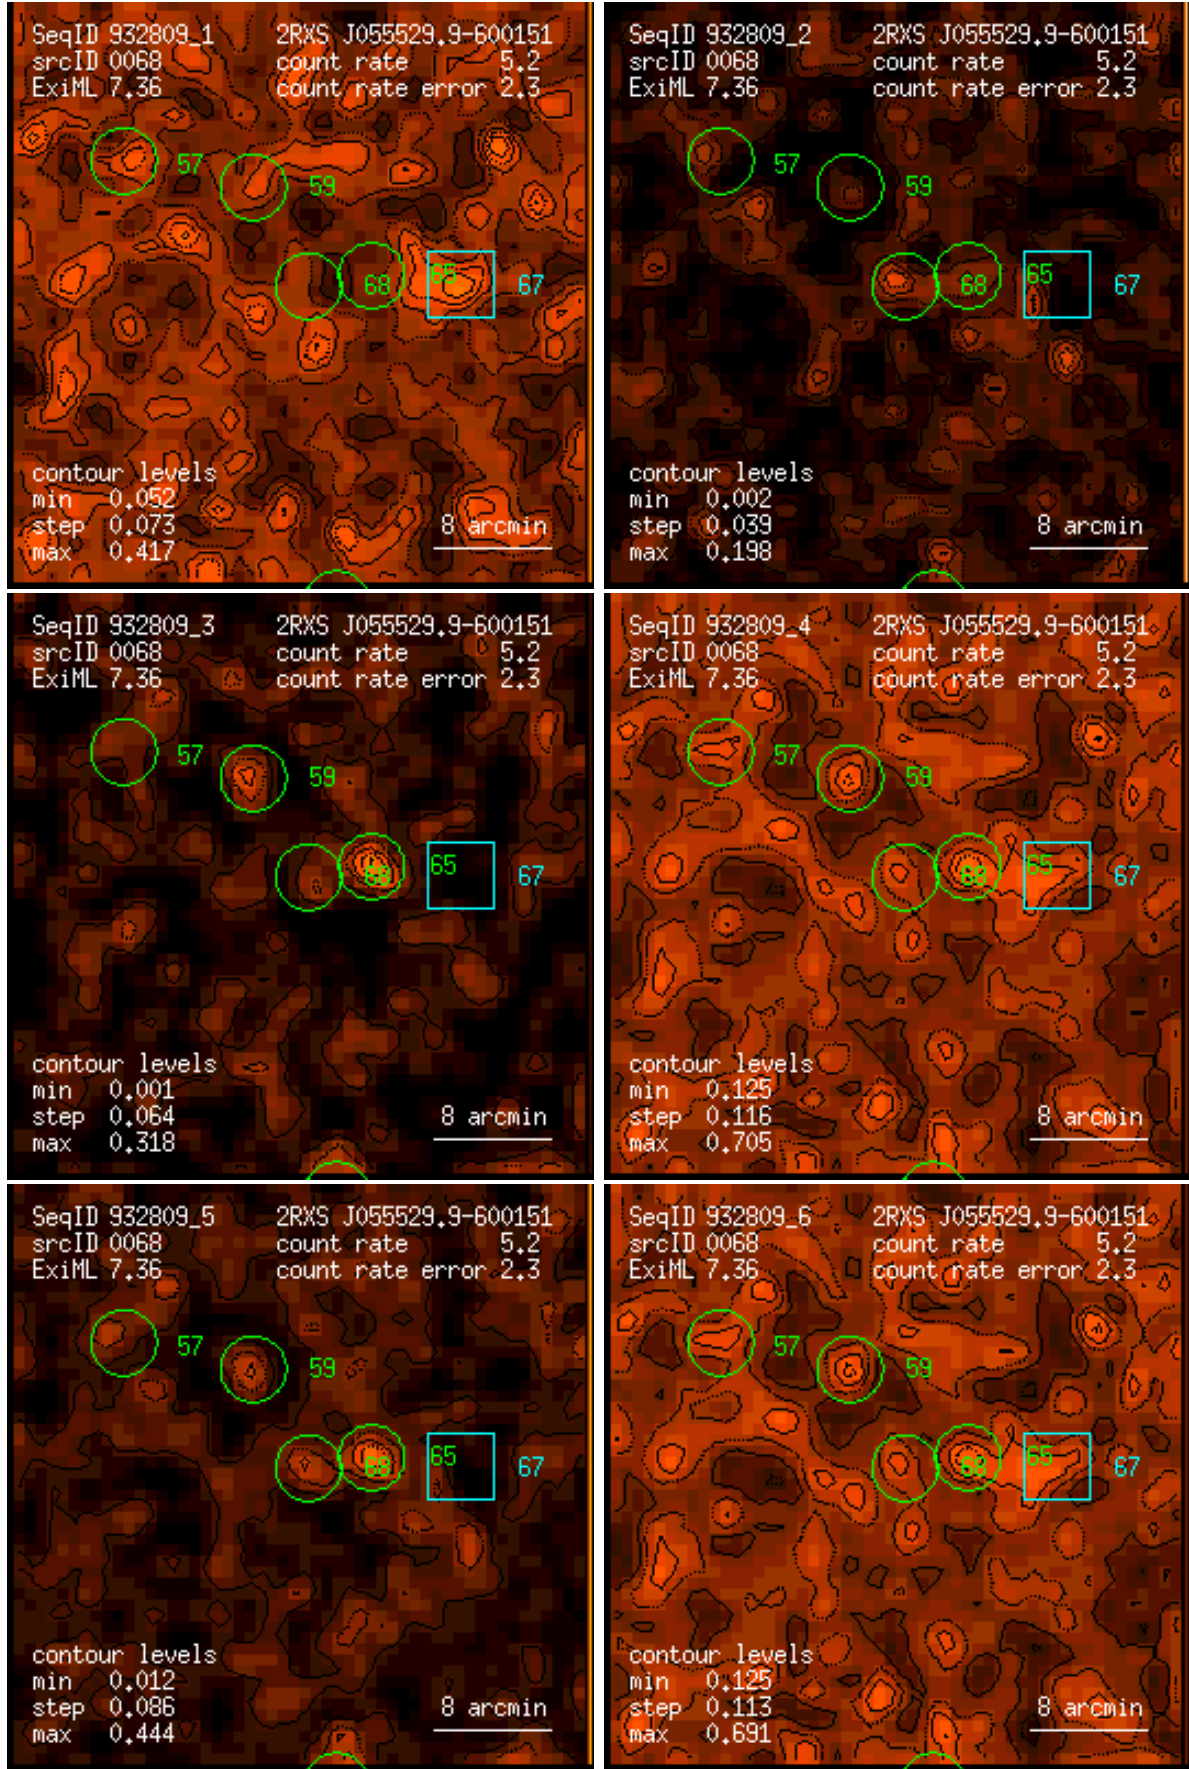 SeqID 932809_1 2RXS J055529.9-600151
srcID 0068 count rate 5.2
ExiML 7.36 count rate error 2.3
57
59
68
65
67
contour levels
min 0.052
step 0.073
max 0.417
8 arcmin
SeqID 932809_2 2RXS J055529.9-600151
srcID 0068 count rate 5.2
ExiML 7.36 count rate error 2.3
57
59
68
65
67
contour levels
min 0.002
step 0.039
max 0.198
8 arcmin
SeqID 932809_3 2RXS J055529.9-600151
srcID 0068 count rate 5.2
ExiML 7.36 count rate error 2.3
57
59
68
65
67
contour levels
min 0.001
step 0.064
max 0.318
8 arcmin
SeqID 932809_4 2RXS J055529.9-600151
srcID 0068 count rate 5.2
ExiML 7.36 count rate error 2.3
57
59
68
65
67
contour levels
min 0.125
step 0.116
max 0.705
8 arcmin
SeqID 932809_5 2RXS J055529.9-600151
srcID 0068 count rate 5.2
ExiML 7.36 count rate error 2.3
57
59
68
65
67
contour levels
min 0.012
step 0.086
max 0.444
8 arcmin
SeqID 932809_6 2RXS J055529.9-600151
srcID 0068 count rate 5.2
ExiML 7.36 count rate error 2.3
57
59
68
65
67
contour levels
min 0.125
step 0.113
max 0.691
8 arcmin